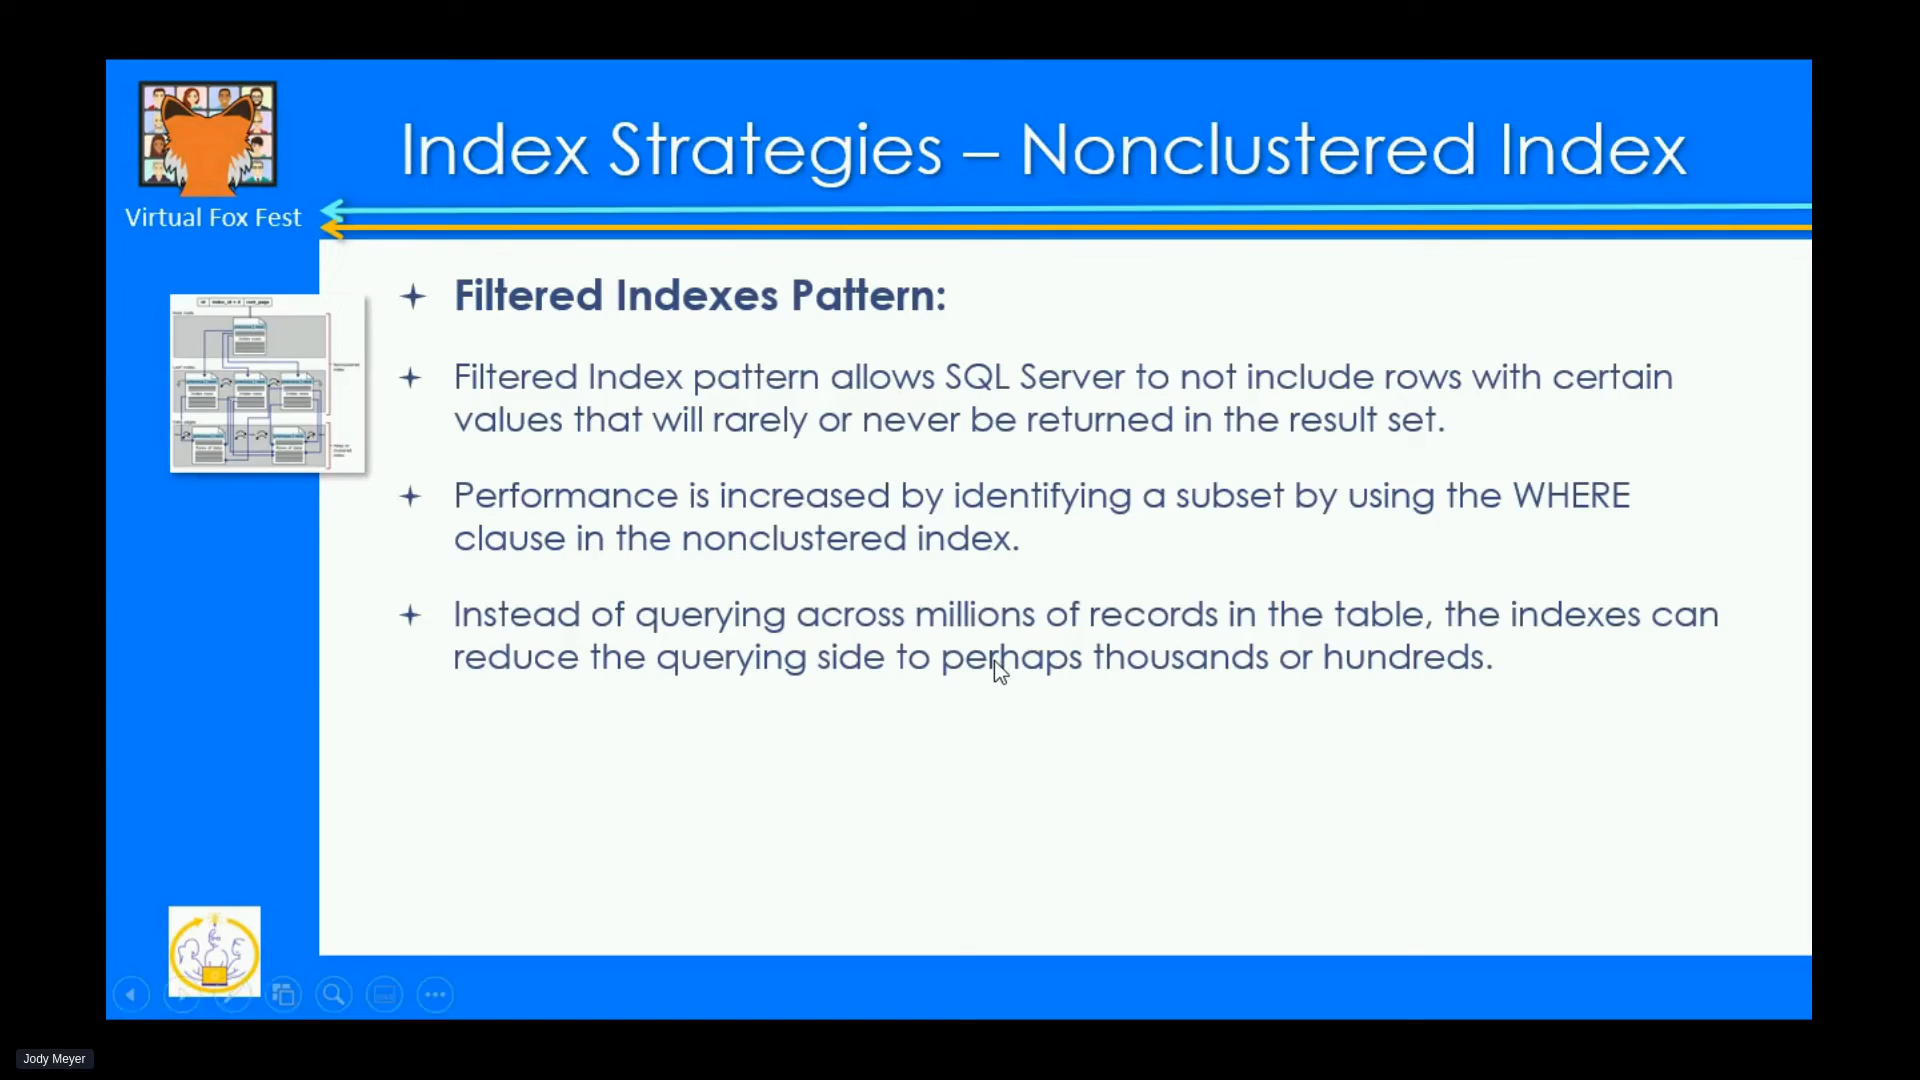 Index Strategies – Nonclustered Index
Virtual Fox Fest
Filtered Indexes Pattern:
Filtered Index pattern allows SQL Server to not include rows with certain
values that will rarely or never be returned in the result set.
Performance is increased by identifying a subset by using the WHERE
clause in the nonclustered index.
Instead of querying across millions of records in the table, the indexes can
reduce the querying side to perhaps thousands or hundreds.
Jody Meyer